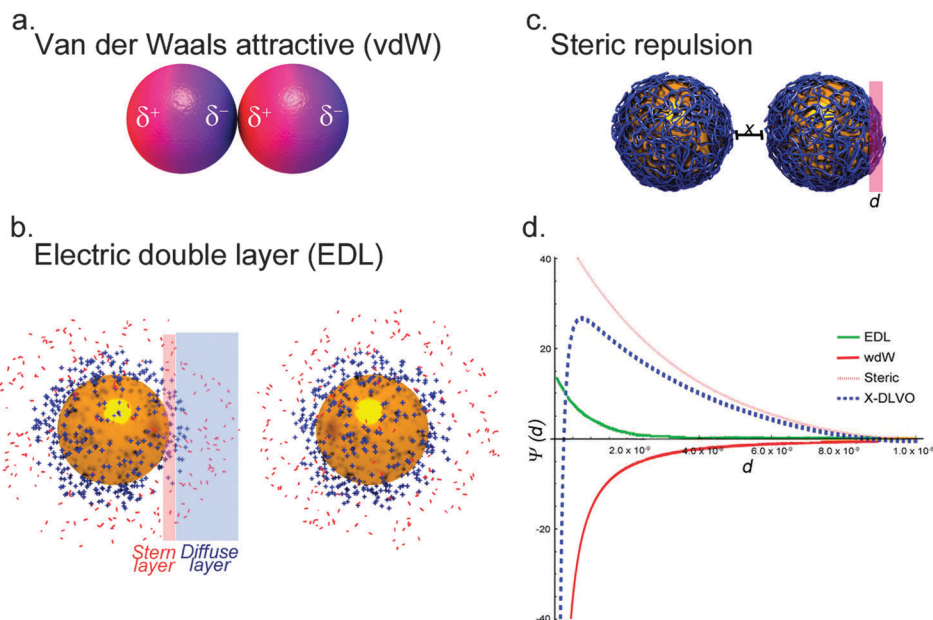 a.
Van der Waals attractive (vdW)
δ+ δ− δ+ δ−
b.
Electric double layer (EDL)
Stern Diffuse
layer layer
c.
Steric repulsion
x
d
d.
40
20
0
-20
-40
Ψ (d)
EDL
wdW
Steric
X-DLVO
2.0 x 10⁻⁹ 4.0 x 10⁻⁹ 6.0 x 10⁻⁹ 8.0 x 10⁻⁹
d